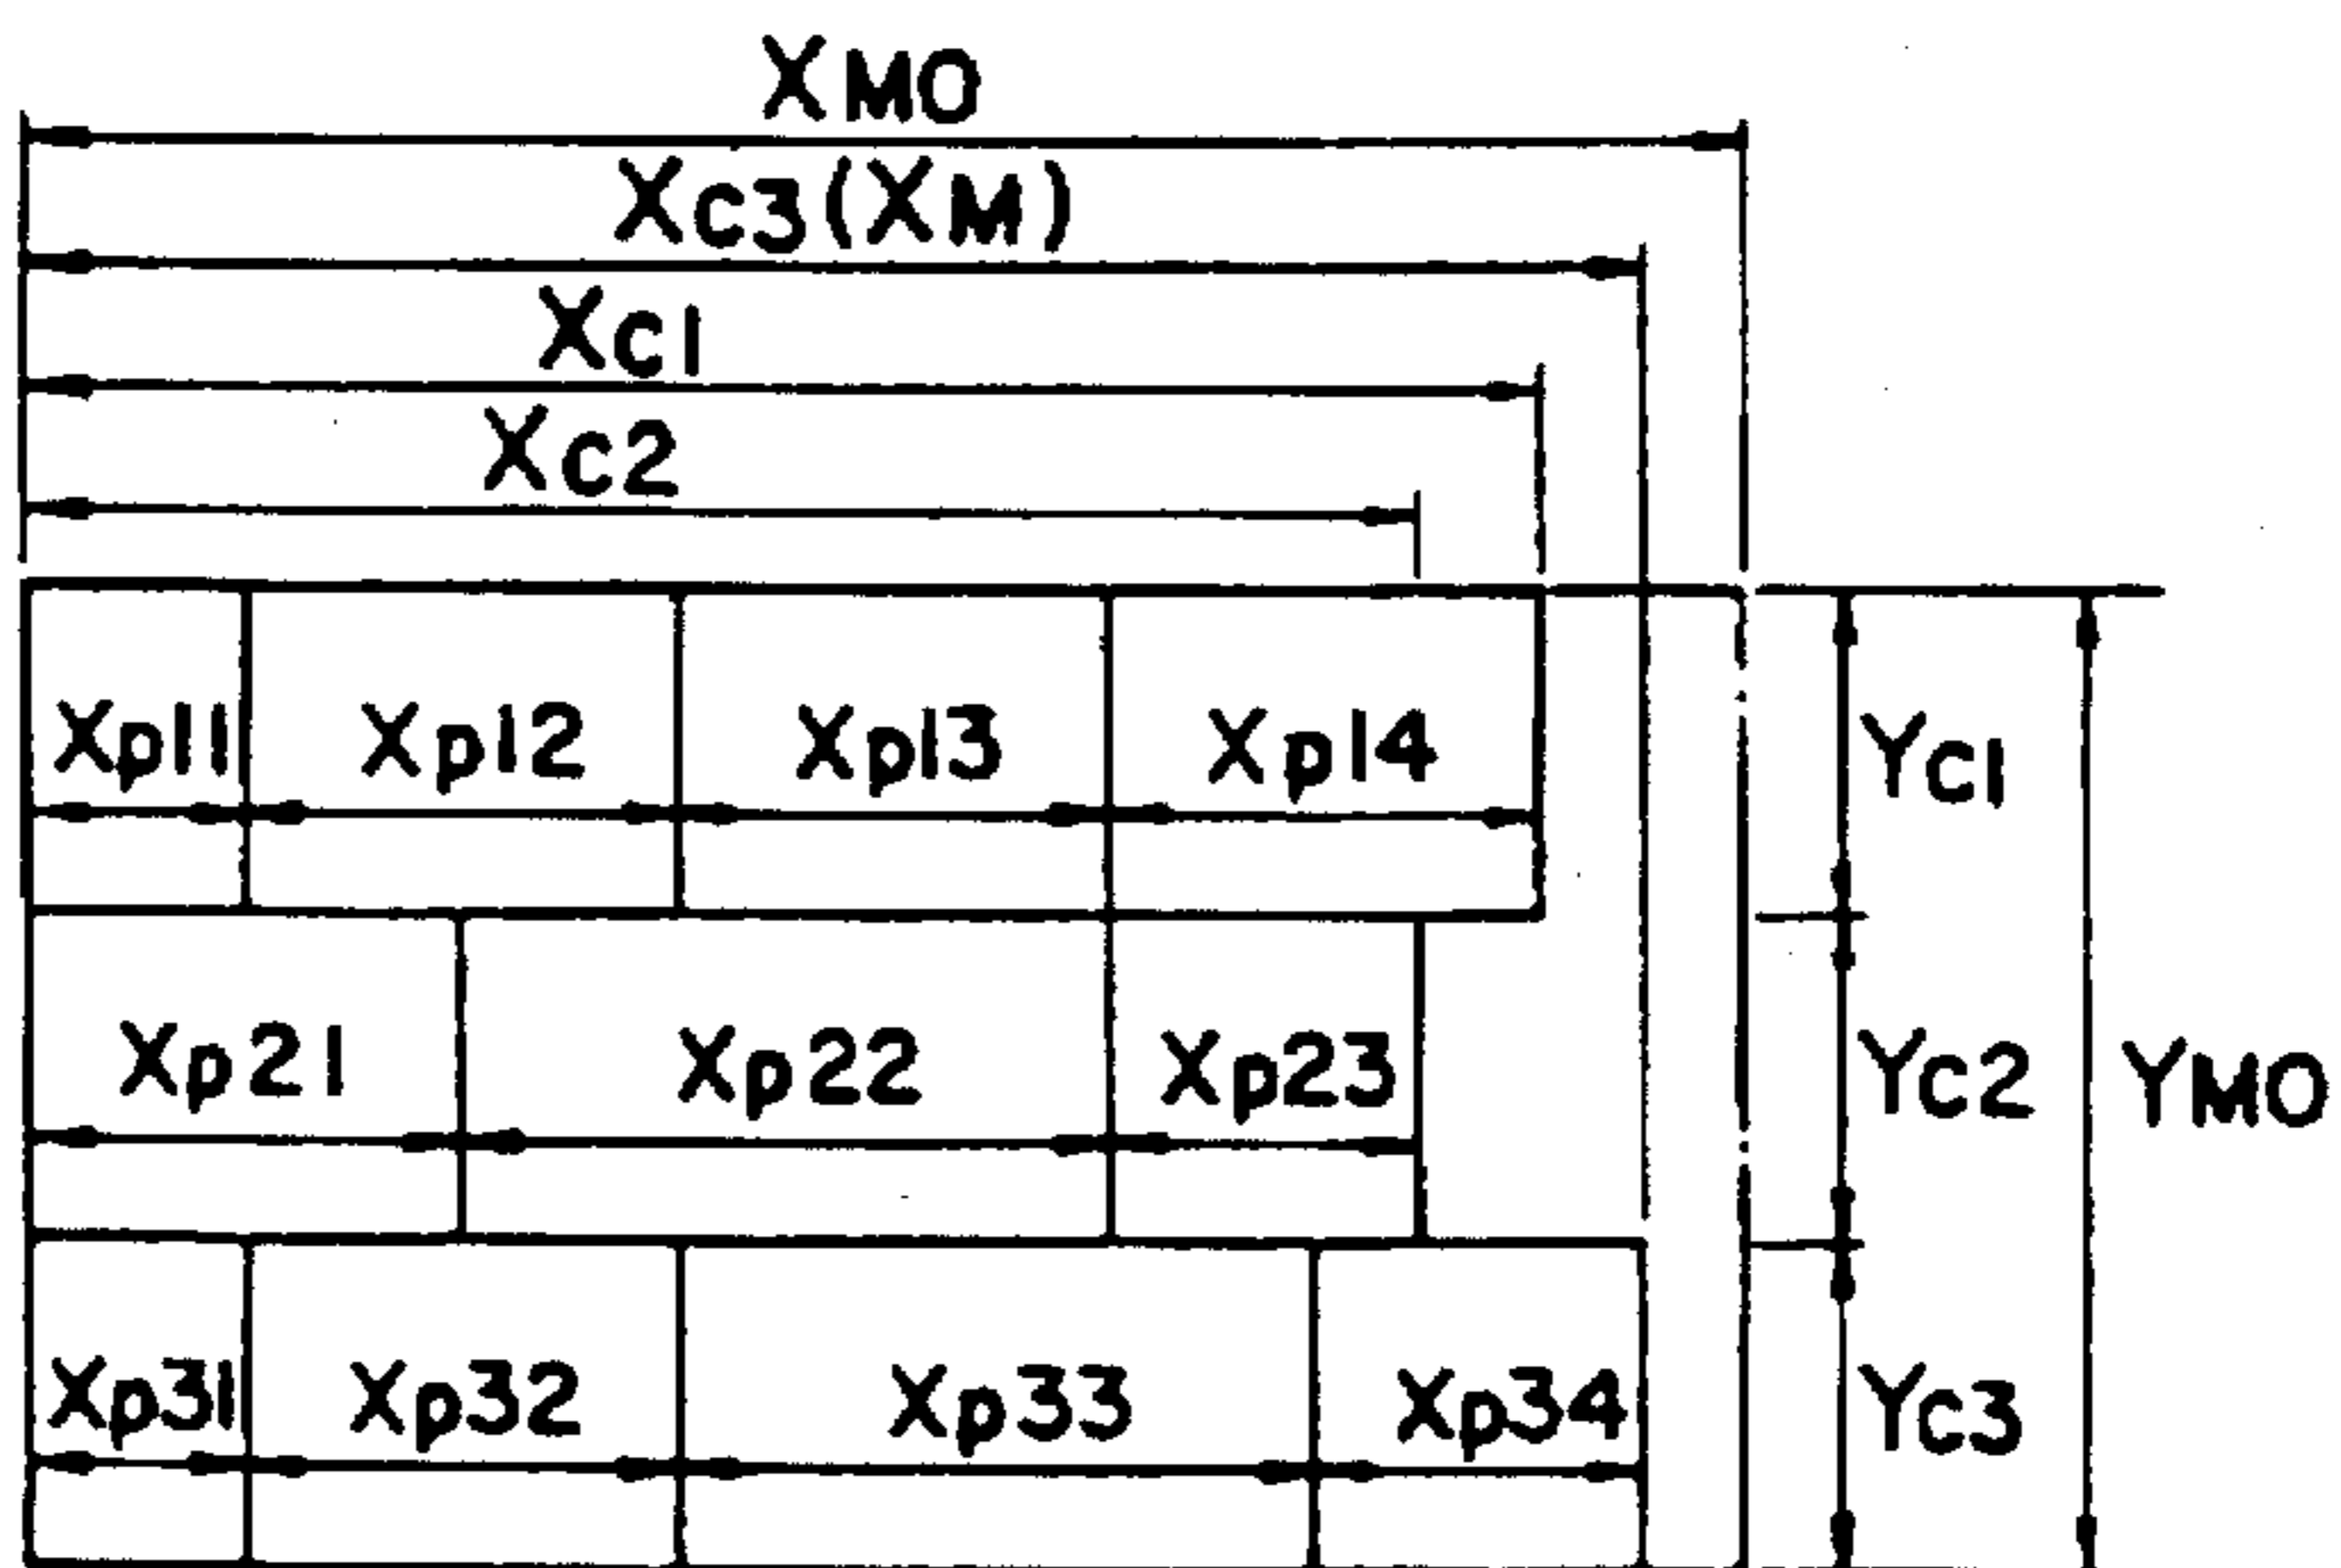 XMO
Xc3(XM)
Xc1
Xc2
Xp11 Xp12 Xp13 Xp14 Yc1
Xp21 Xp22 Xp23 Yc2 YMO
Xp31 Xp32 Xp33 Xp34 Yc3